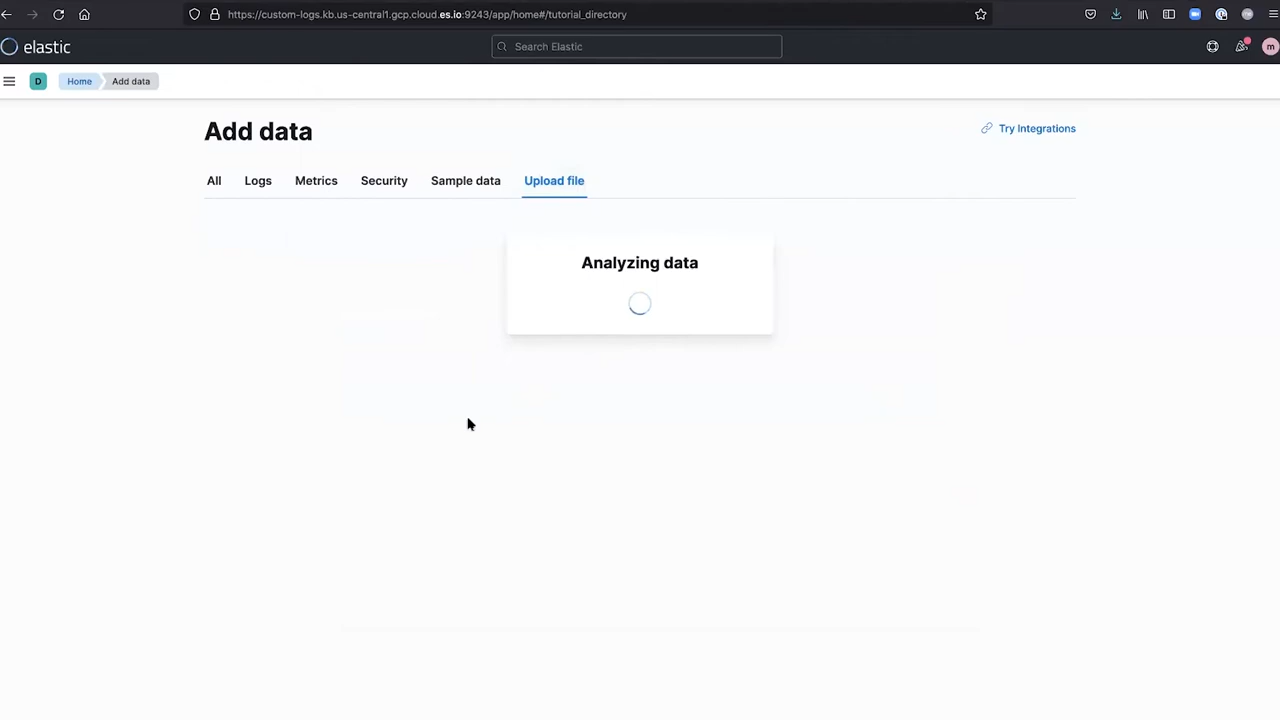 https://custom-logs.kb.us-central1.gcp.cloud.es.io:9243/app/home#/tutorial_directory
elastic
Search Elastic
m
D
Home
Add data
Add data
Try Integrations
All
Logs
Metrics
Security
Sample data
Upload file
Analyzing data